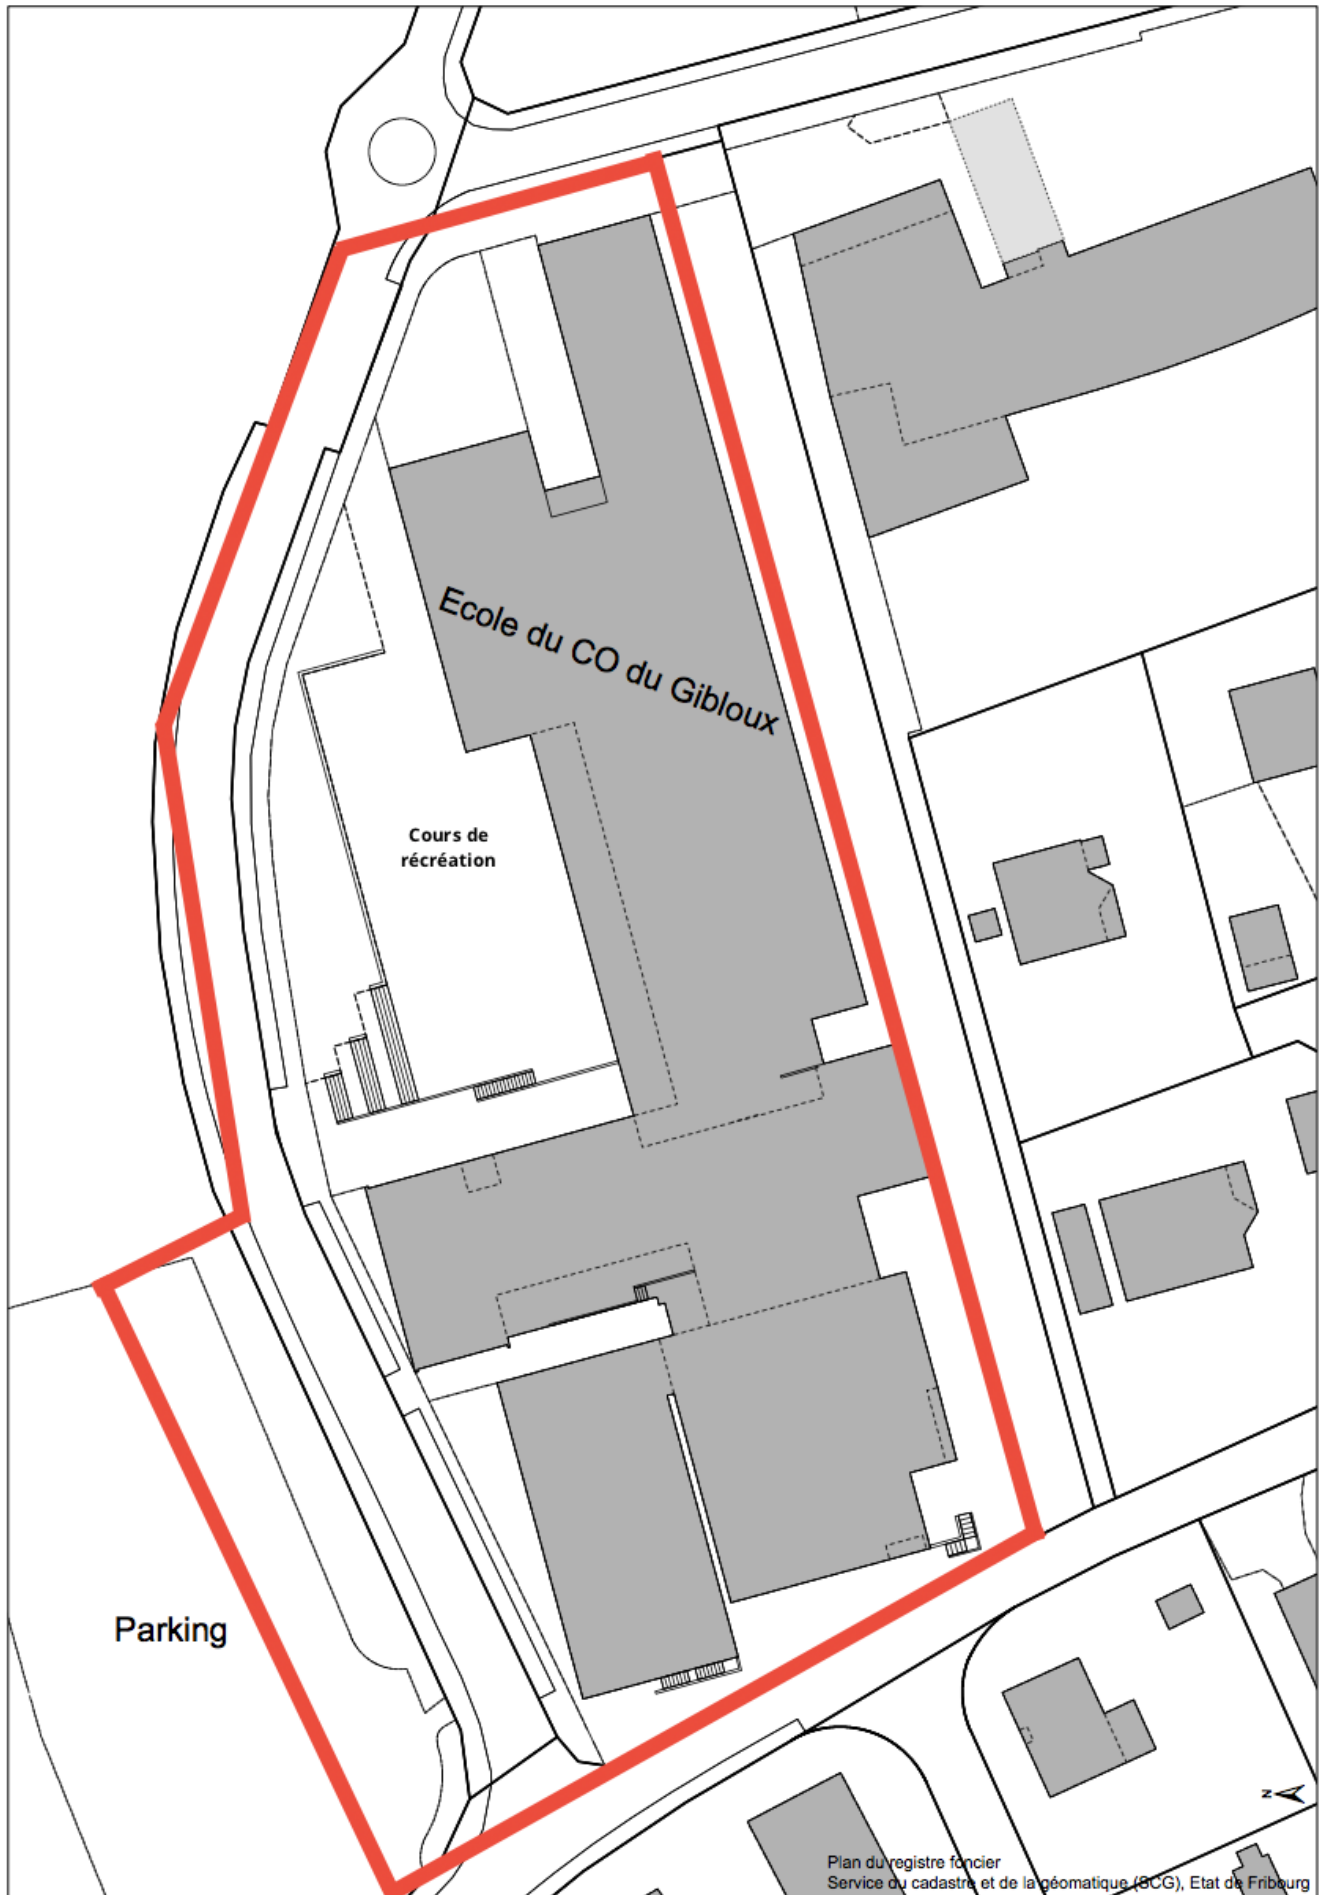 Ecole du CO du Gibloux
Cours de
récréation
Parking
N
Plan du registre foncier
Service du cadastre et de la géomatique (SCG), Etat de Fribourg